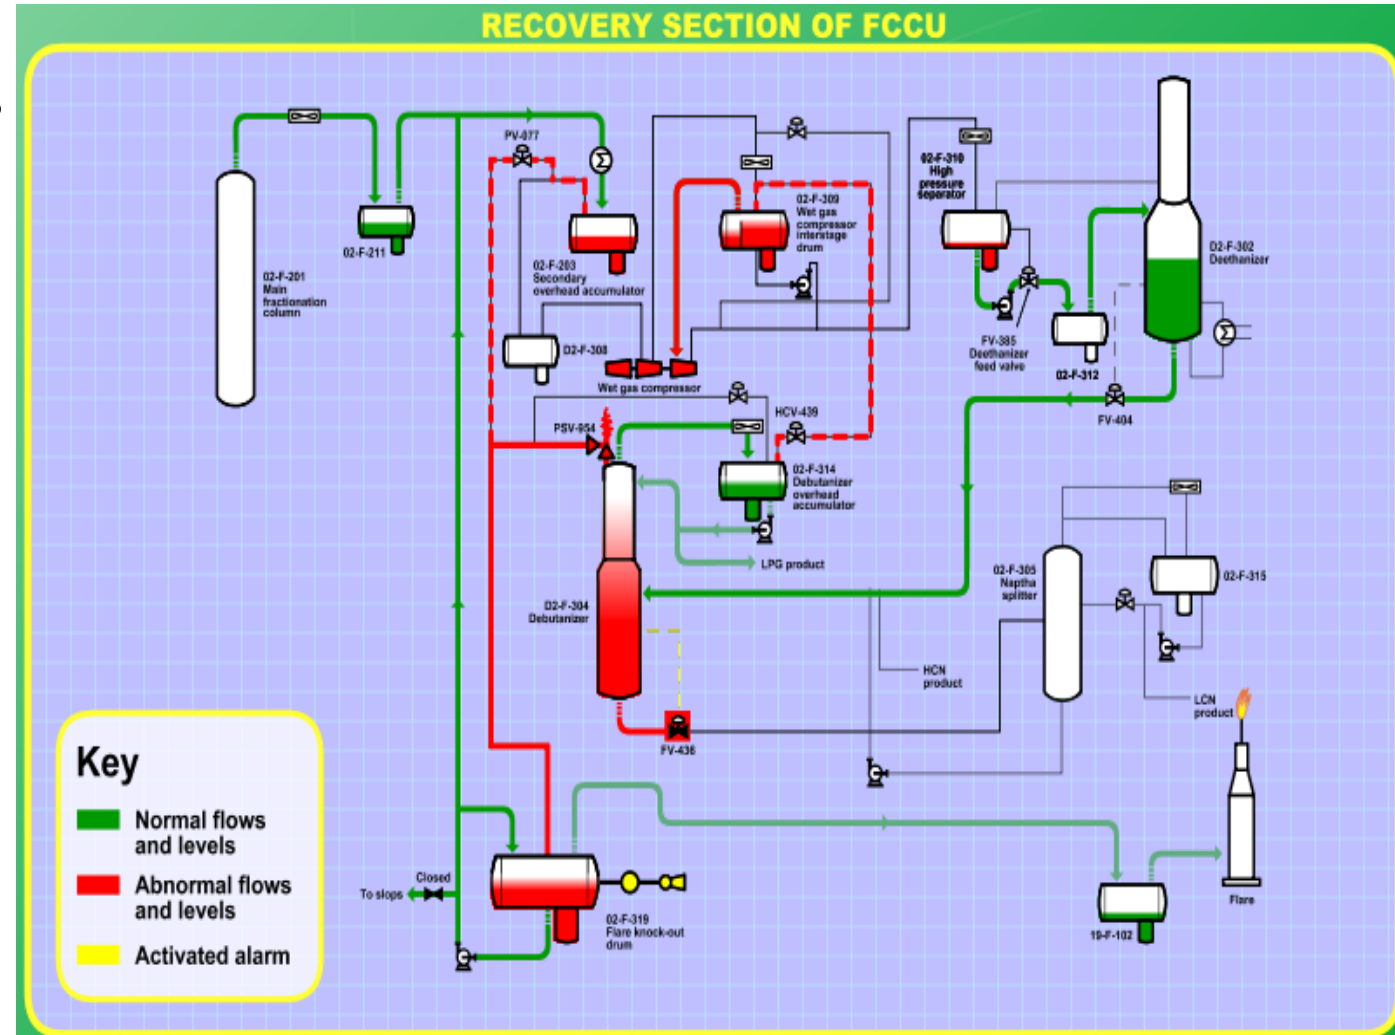 RECOVERY SECTION OF FCCU
PV-077
02-F-310
High
pressure
separator
02-F-309
Wet gas
compressor
interstage
drum
02-F-211
02-F-203
Secondary
overhead accumulator
D2-F-302
Deethanizer
02-F-201
Main
fractionation
column
D2-F-308
FV-385
Deethanizer
feed valve
02-F-312
Wet gas compressor
HCV-439
FV-404
PSV-954
02-F-314
Debutanizer
overhead
accumulator
LPG product
02-F-305
Naptha
splitter
02-F-315
D2-F-304
Debutanizer
HCN
product
LCN
product
FV-436
Key
Normal flows
and levels
Abnormal flows
and levels
Activated alarm
Closed
To slops
02-F-319
Flare knock-out
drum
19-F-102
Flare